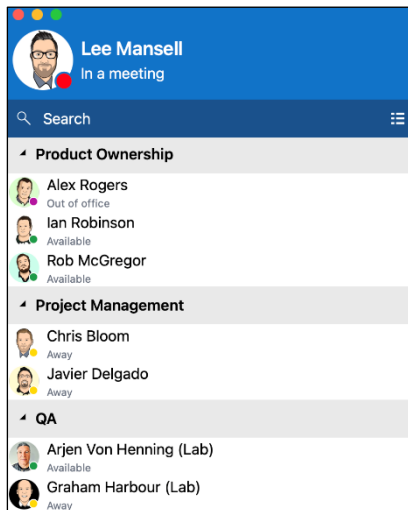 Lee Mansell
In a meeting
Search
Product Ownership
Alex Rogers
Out of office
Ian Robinson
Available
Rob McGregor
Available
Project Management
Chris Bloom
Away
Javier Delgado
Away
QA
Arjen Von Henning (Lab)
Available
Graham Harbour (Lab)
Away